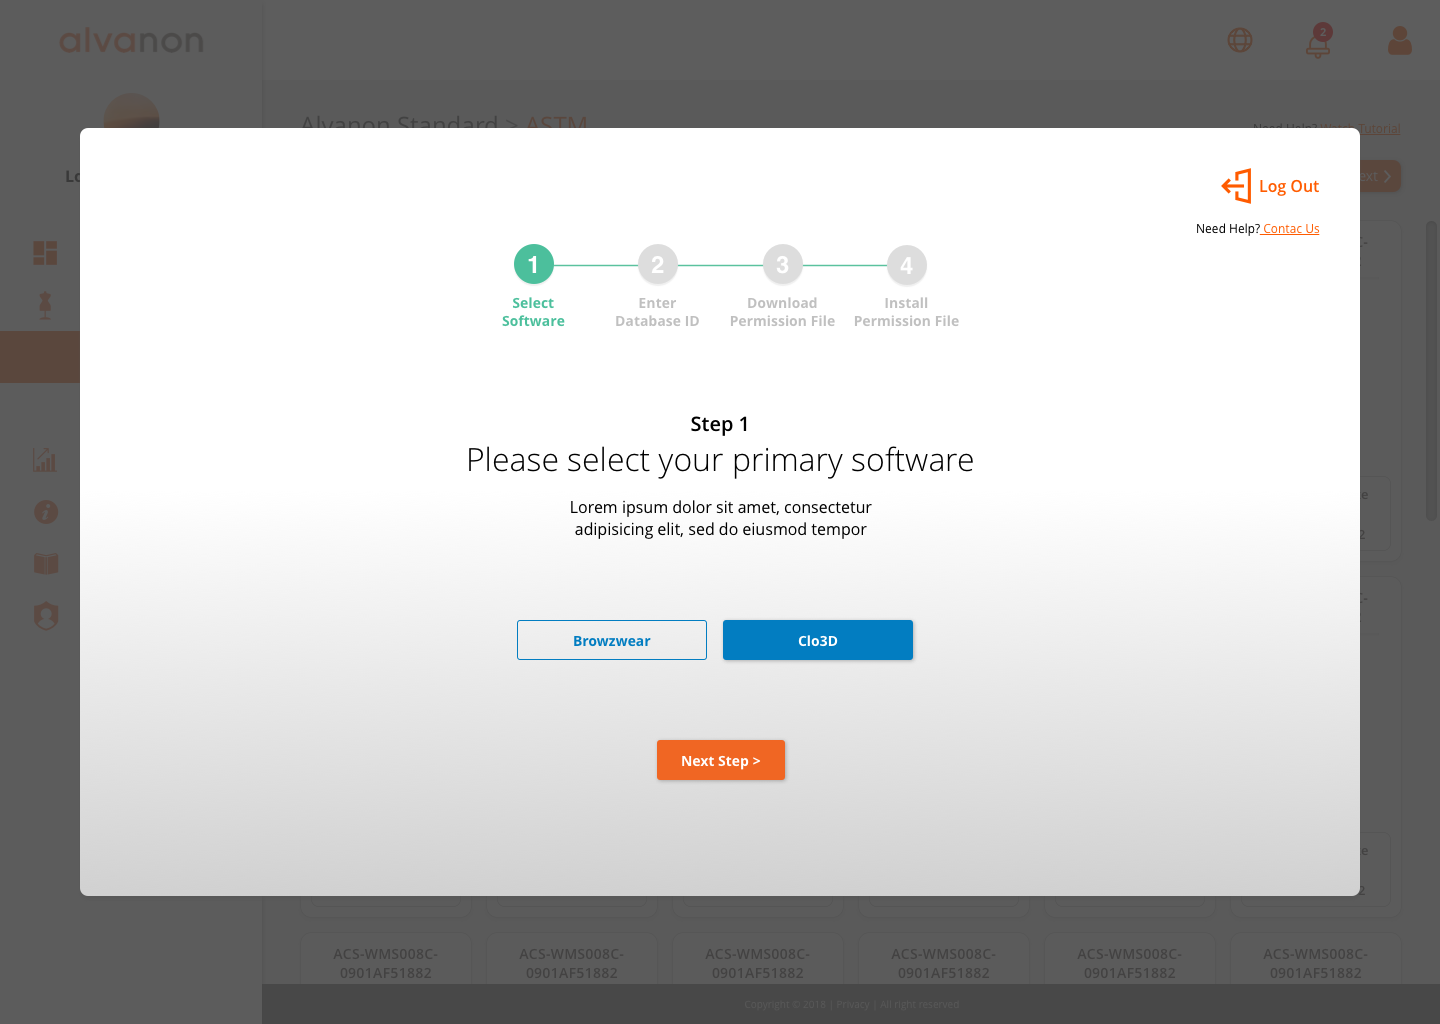 alvanon
2
Alvanon Standard > ASTM
Need Help? Watch Tutorial
Log Out
Need Help? Contac Us
1
2
3
4
Select
Software
Enter
Database ID
Download
Permission File
Install
Permission File
Step 1
Please select your primary software
Lorem ipsum dolor sit amet, consectetur
adipisicing elit, sed do eiusmod tempor
Browzwear
Clo3D
Next Step >
ACS-WMS008C-
0901AF51882
ACS-WMS008C-
0901AF51882
ACS-WMS008C-
0901AF51882
ACS-WMS008C-
0901AF51882
ACS-WMS008C-
0901AF51882
ACS-WMS008C-
0901AF51882
Copyright © 2018 | Privacy | All right reserved